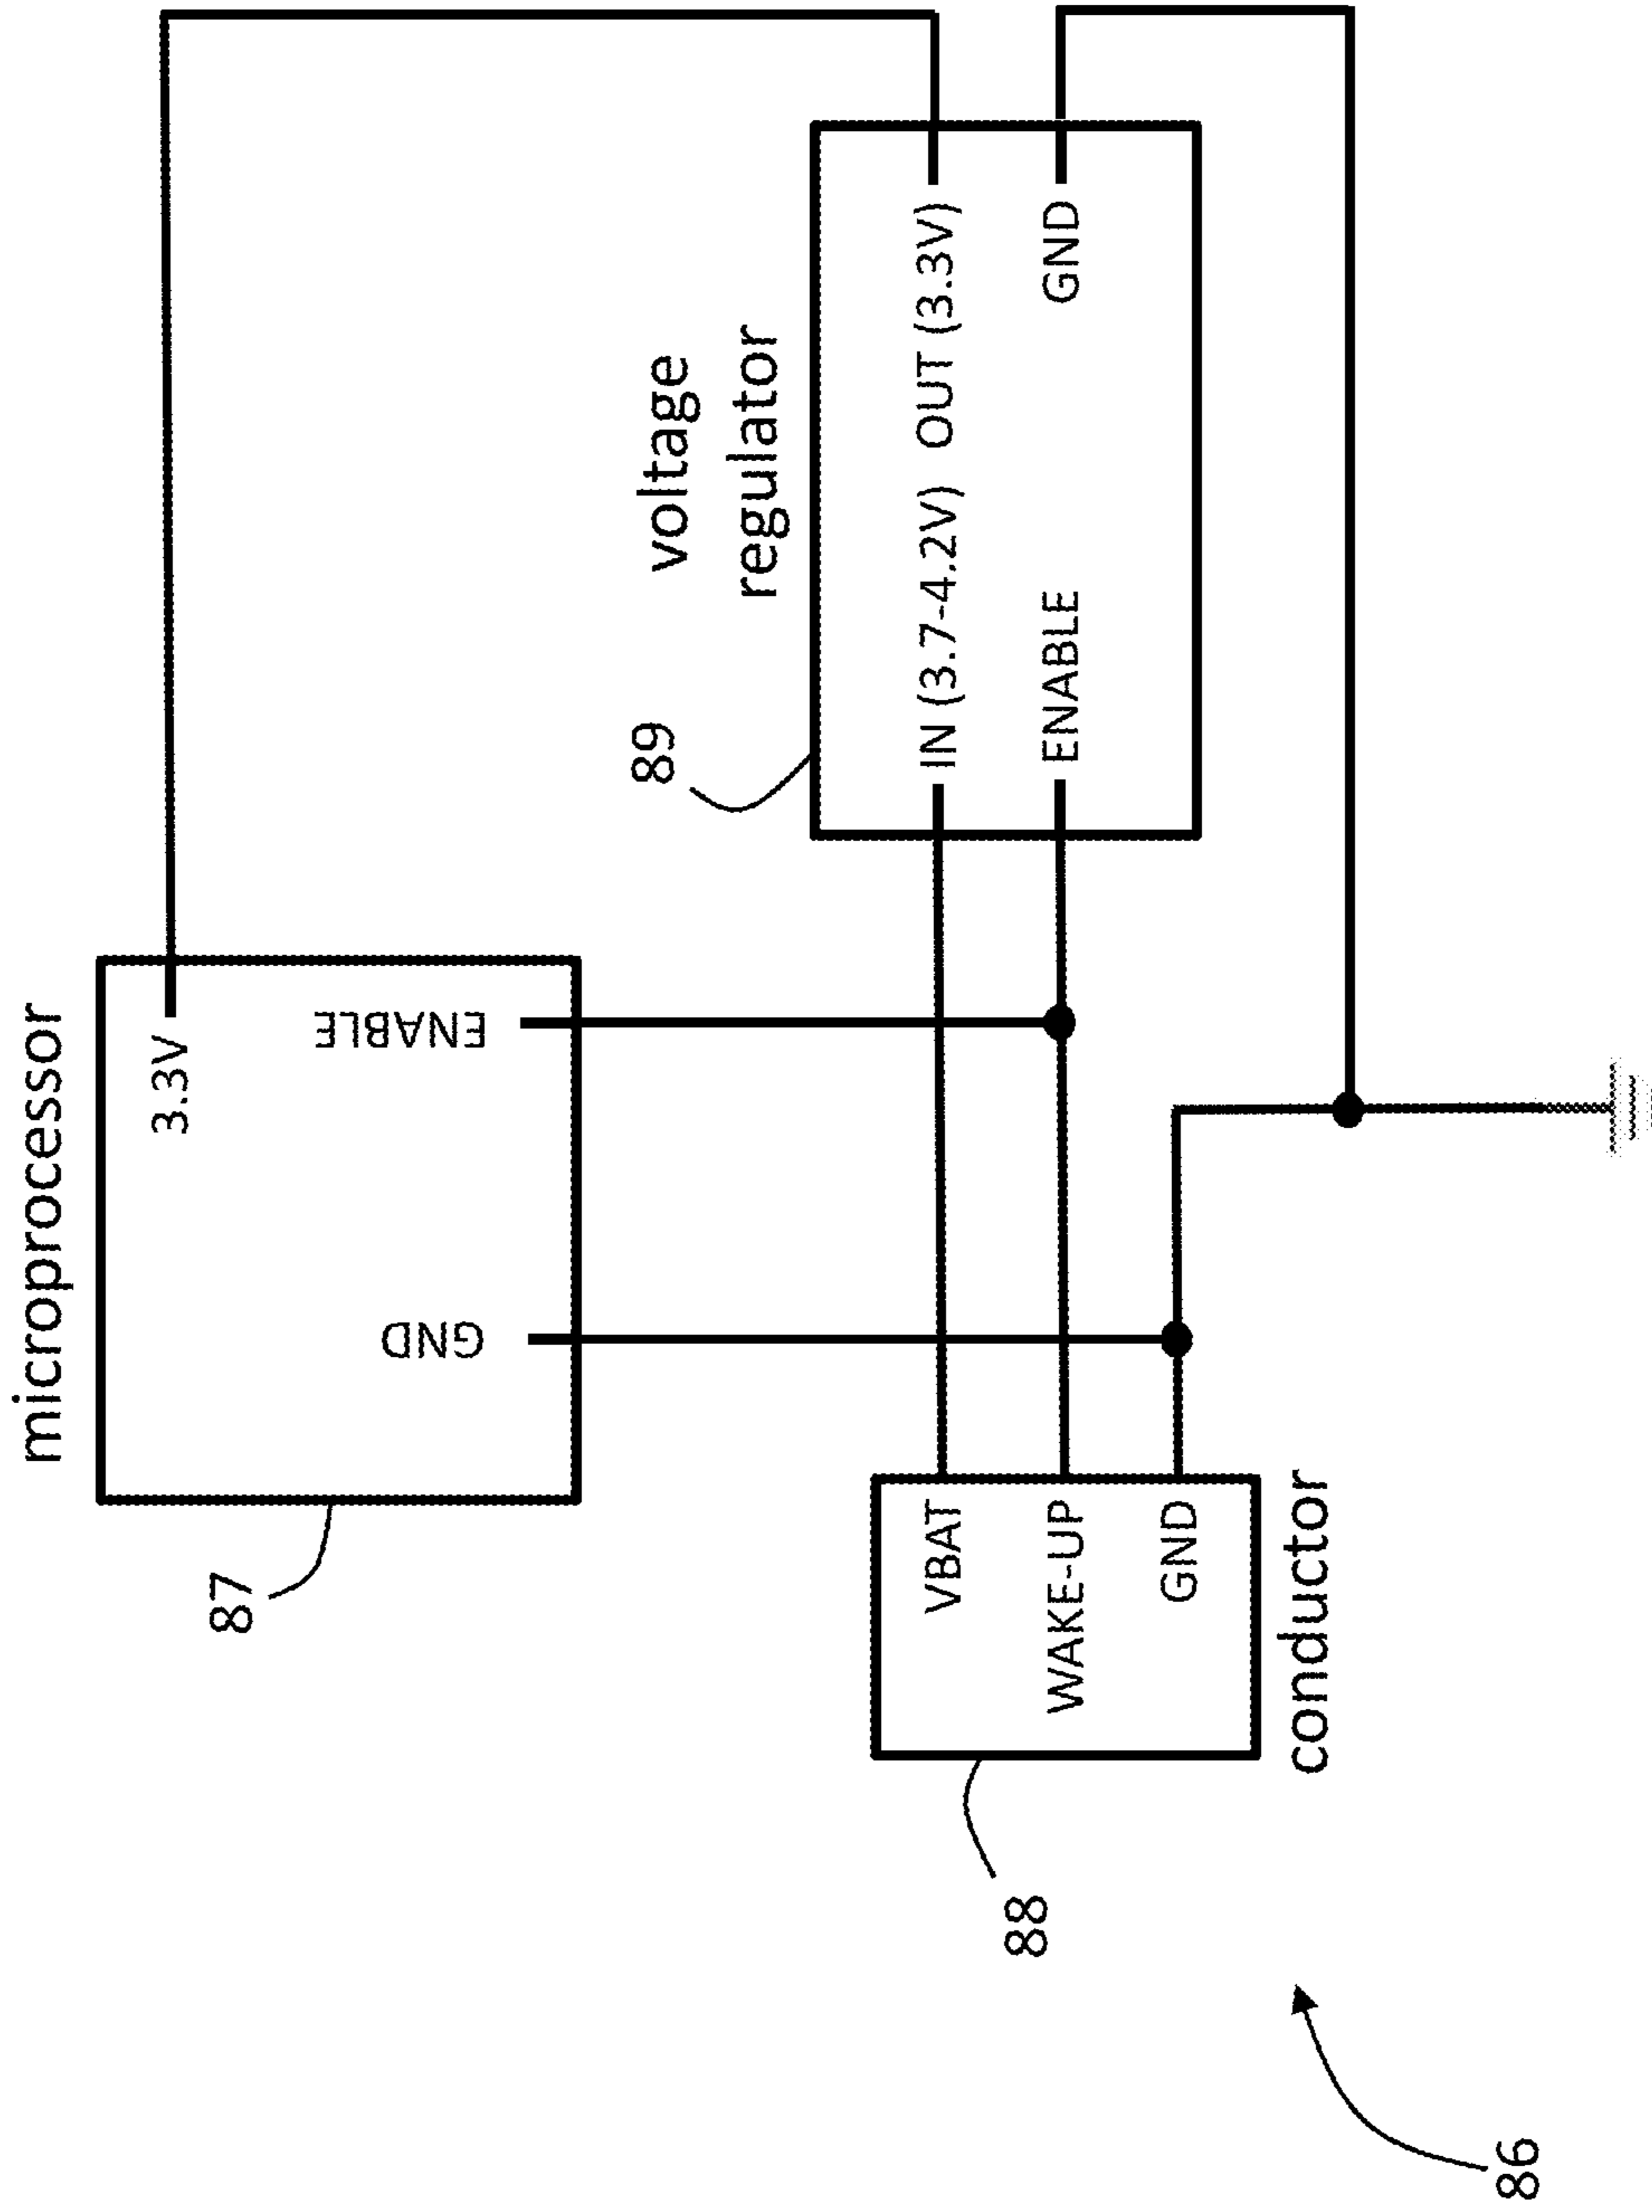 microprocessor
87
3.3V
GND
ENABLE
voltage
regulator
89
IN (3.7-4.2V) OUT (3.3V)
ENABLE
GND
VBAT
WAKE-UP
GND
conductor
88
86